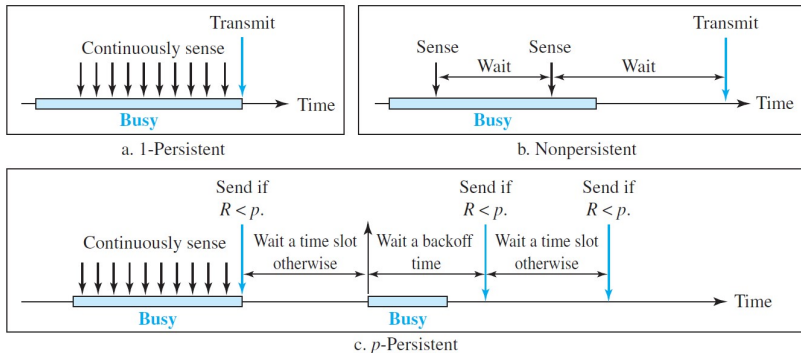 Transmit
Continuously sense
Time
Busy
a. 1-Persistent
Transmit
Sense
Sense
Wait
Wait
Time
Busy
b. Nonpersistent
Send if
R < p.
Send if
R < p.
Send if
R < p.
Continuously sense
Wait a time slot
otherwise
Wait a backoff
time
Wait a time slot
otherwise
Time
Busy
Busy
c. p-Persistent